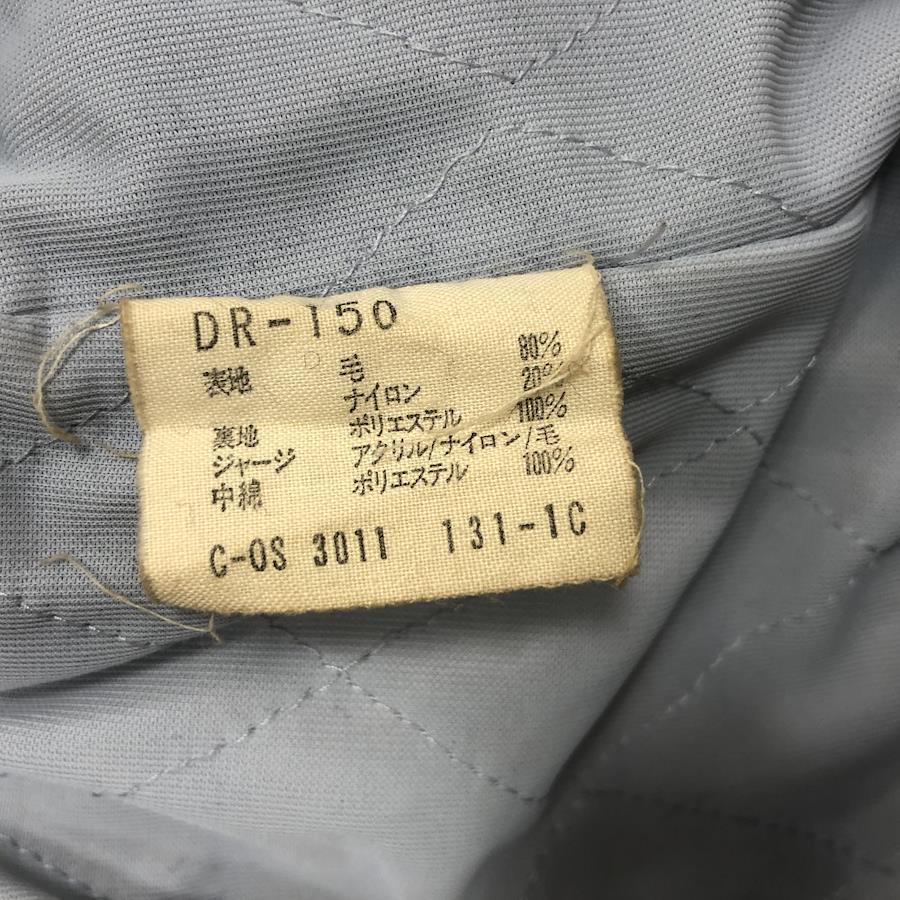 DR-150
表地 毛 80%
ナイロン 20%
裏地 ポリエステル 100%
ジャージ アクリル/ナイロン/毛
中綿 ポリエステル 100%
C-0S 3011 131-1C